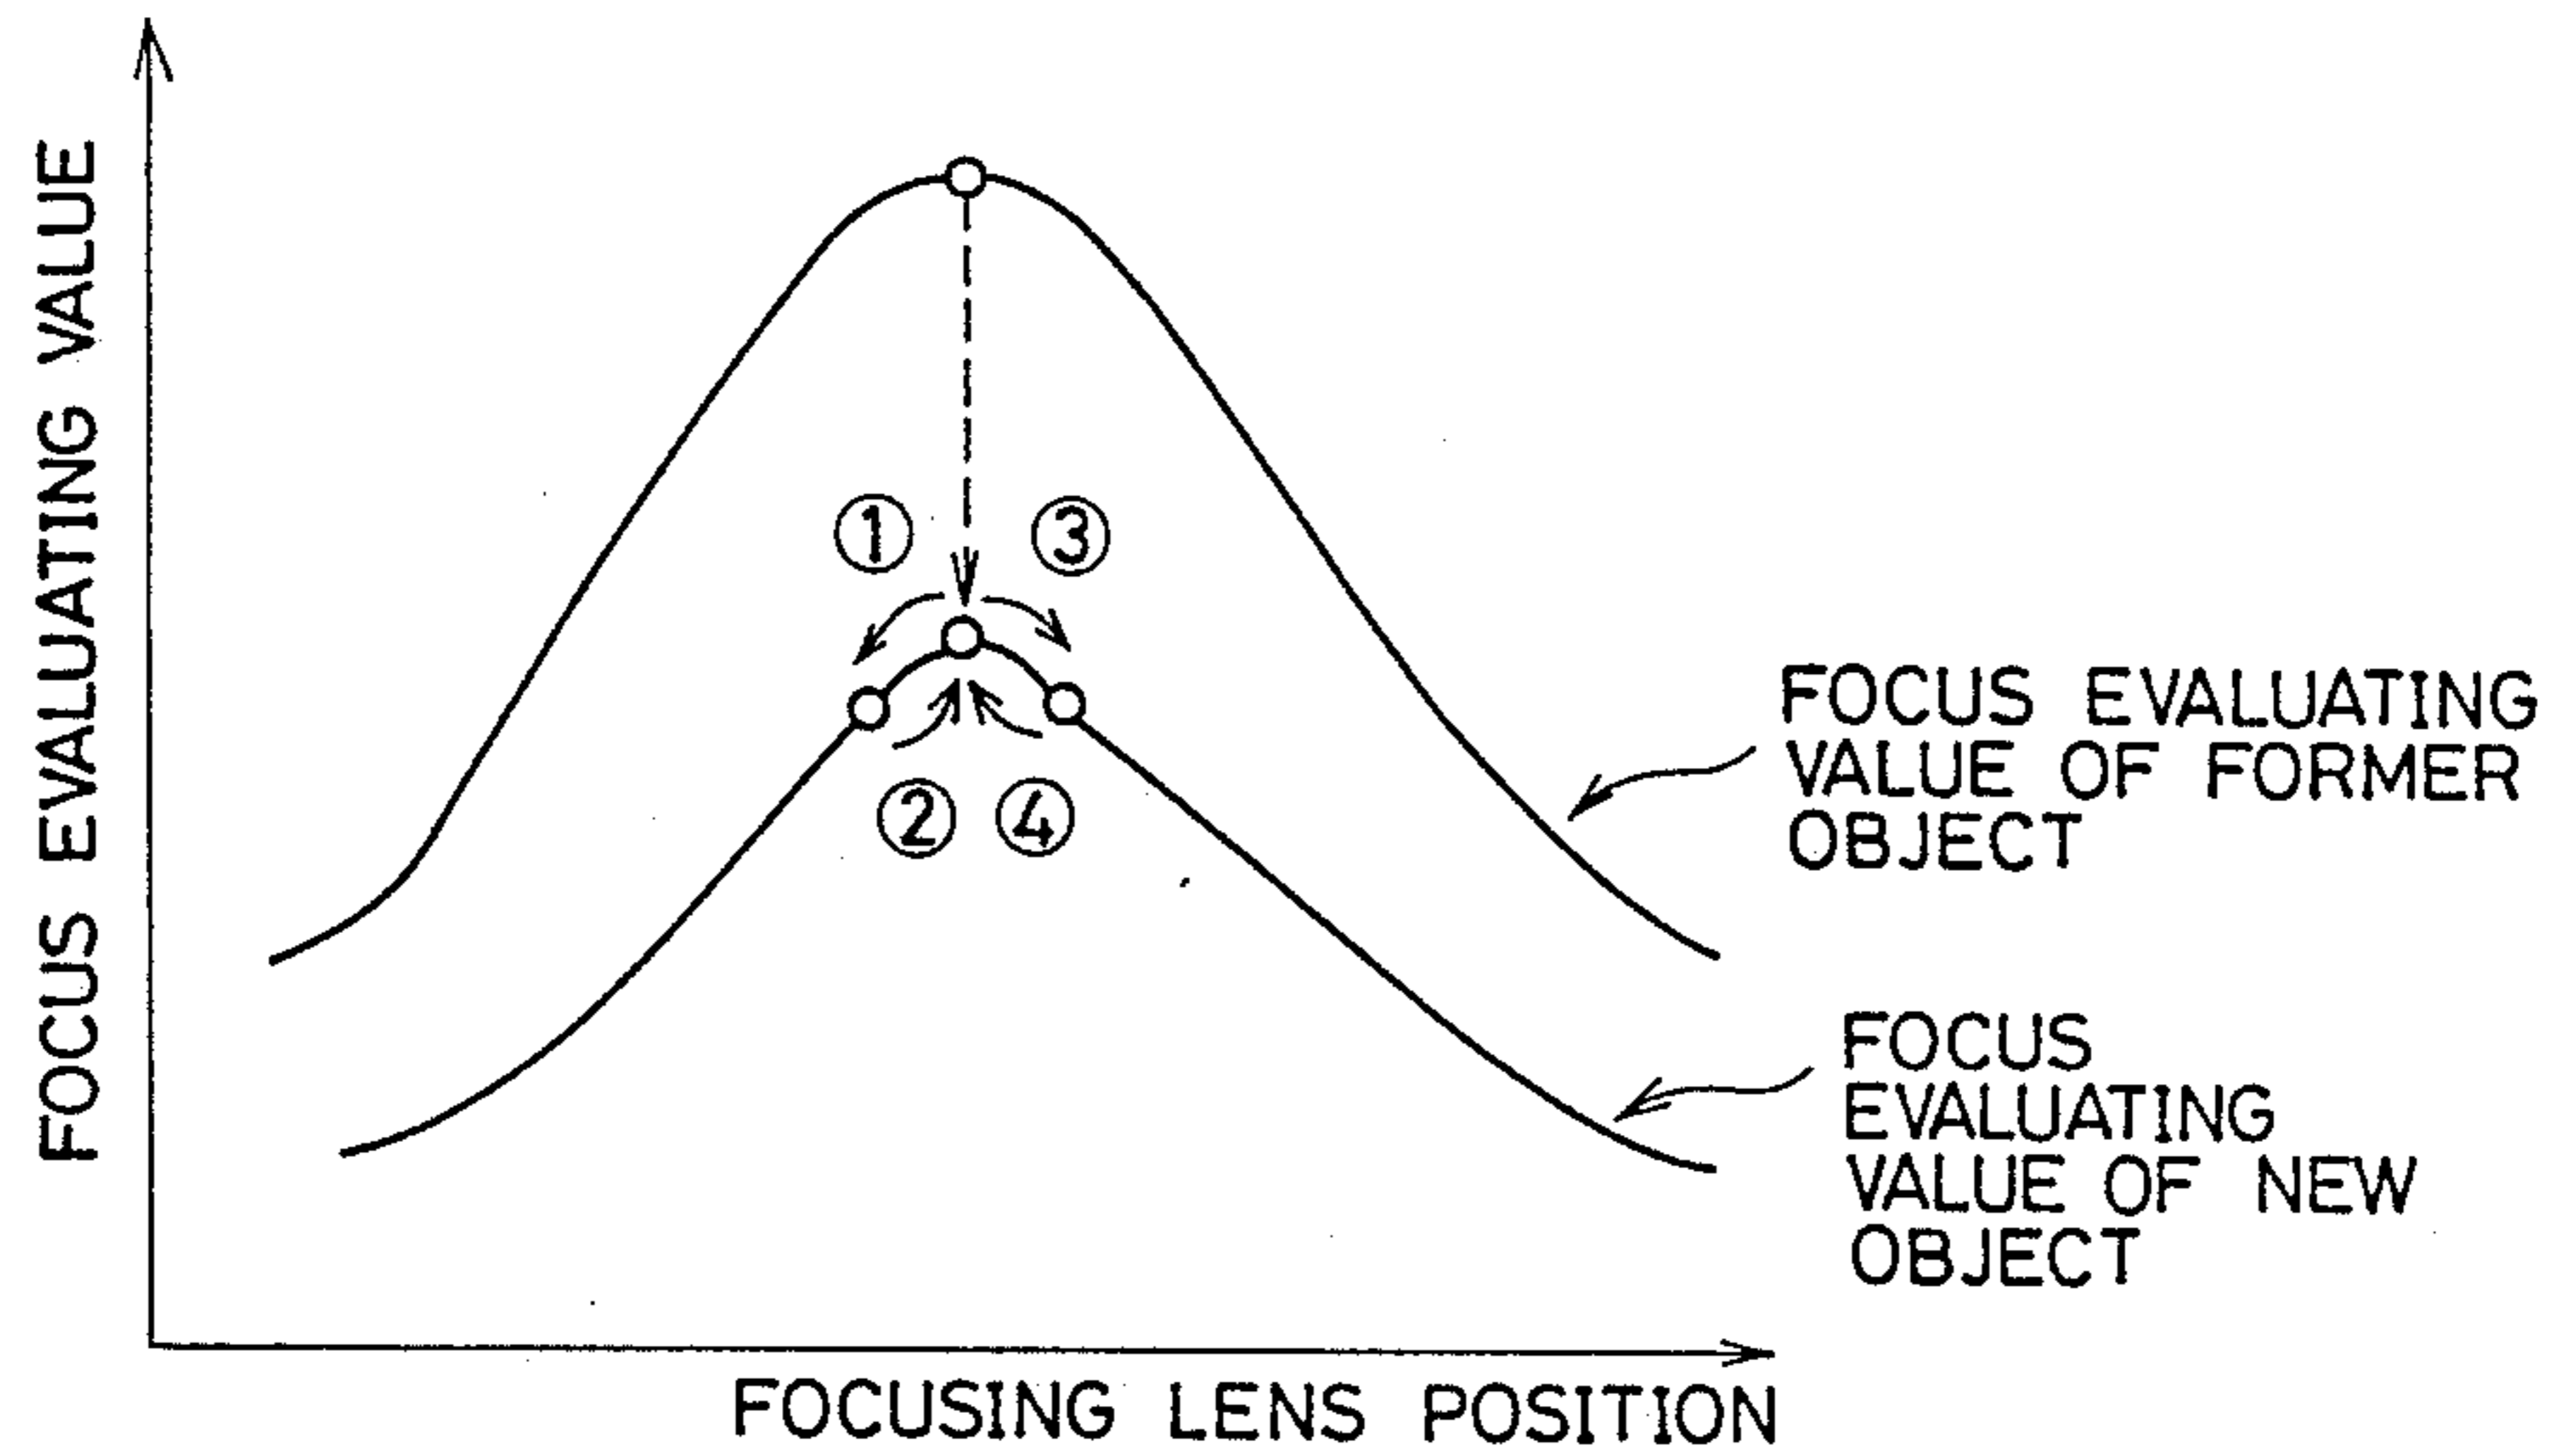 FOCUS EVALUATING VALUE
① ③
② ④
FOCUS EVALUATING
VALUE OF FORMER
OBJECT
FOCUS
EVALUATING
VALUE OF NEW
OBJECT
FOCUSING LENS POSITION